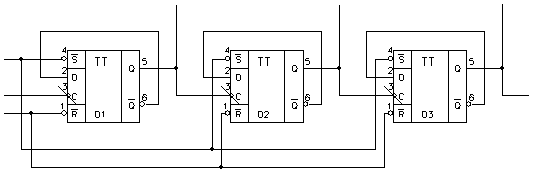 4 S TT Q 5 4 S TT Q 5 4 S TT Q 5
2 D 2 D 2 D
3 C Q 6 3 C Q 6 3 C Q 6
1 R D1 1 R D2 1 R D3